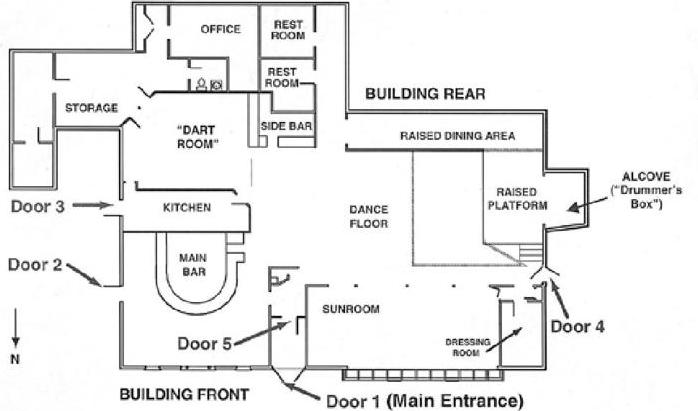 OFFICE
REST
ROOM
REST
ROOM
BUILDING REAR
STORAGE
"DART
ROOM"
SIDE BAR
RAISED DINING AREA
ALCOVE
("Drummer's
Box")
RAISED
PLATFORM
Door 3
KITCHEN
DANCE
FLOOR
Door 2
MAIN
BAR
SUNROOM
Door 4
Door 5
DRESSING
ROOM
N
BUILDING FRONT
Door 1 (Main Entrance)